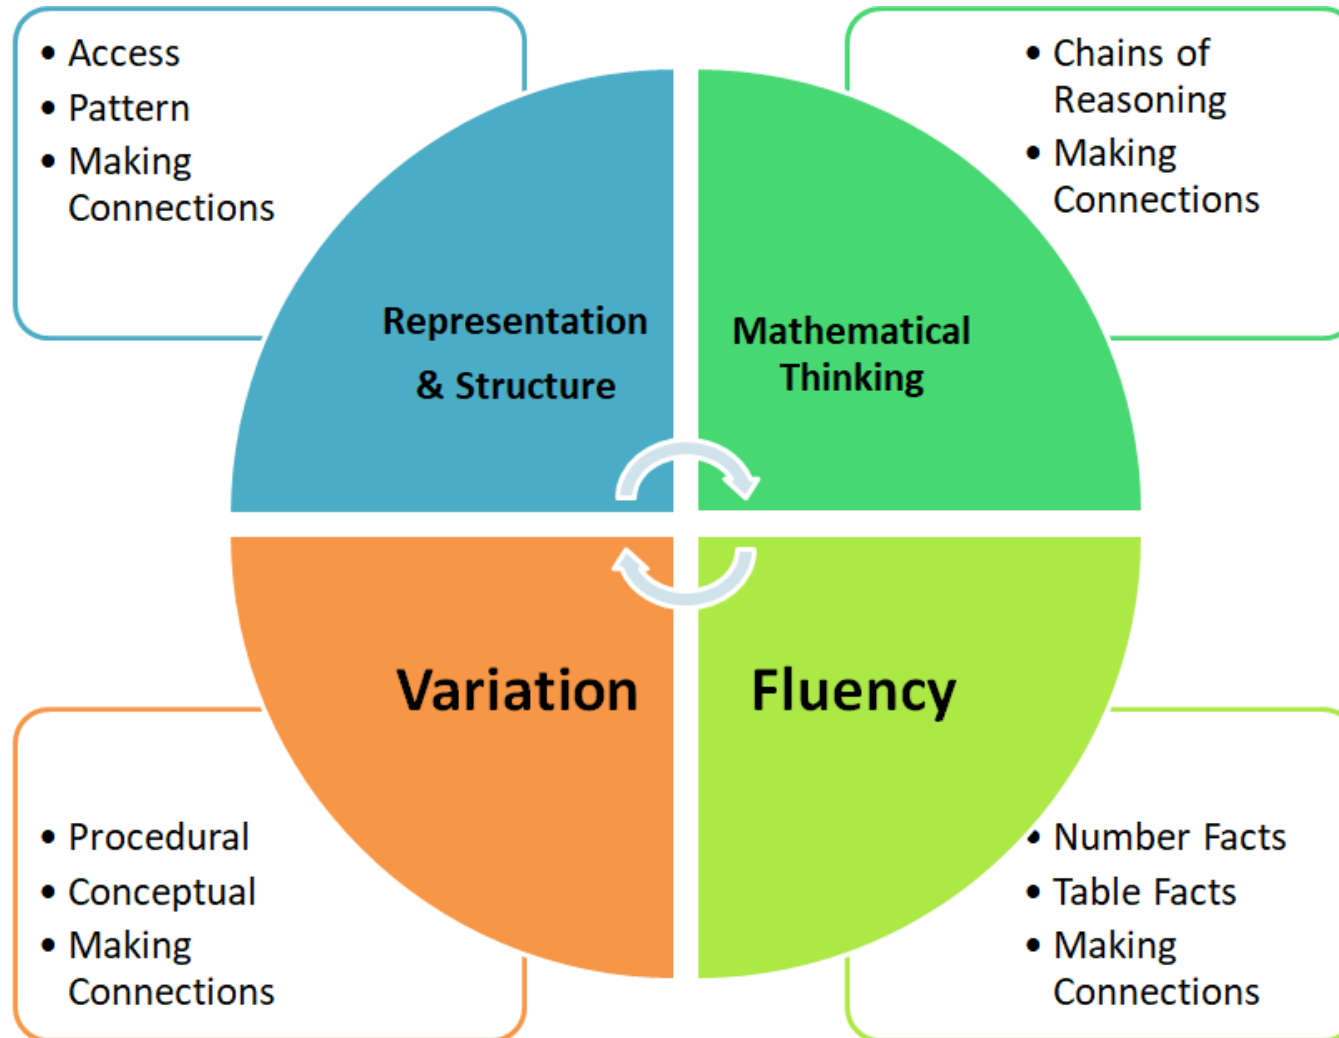 • Access
• Pattern
• Making
Connections
• Chains of
Reasoning
• Making
Connections
Representation
& Structure
Mathematical
Thinking
Variation
Fluency
• Procedural
• Conceptual
• Making
Connections
• Number Facts
• Table Facts
• Making
Connections